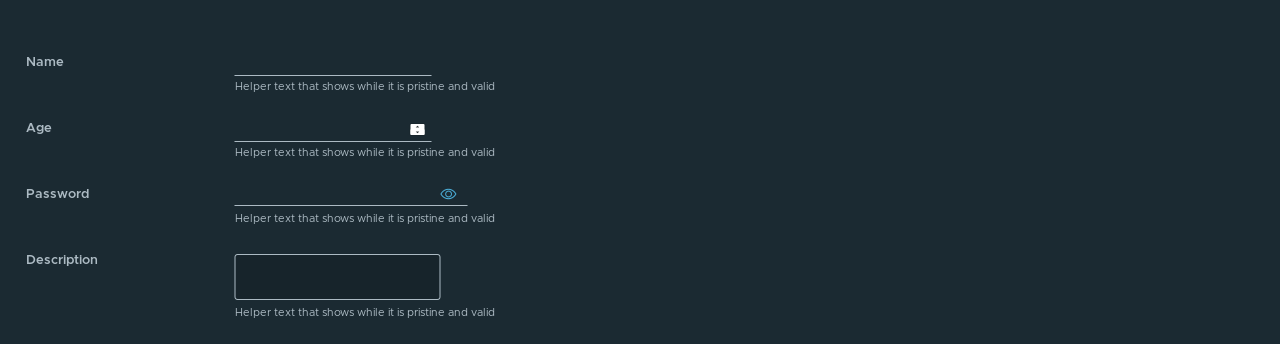 Name
Helper text that shows while it is pristine and valid
Age
Helper text that shows while it is pristine and valid
Password
Helper text that shows while it is pristine and valid
Description
Helper text that shows while it is pristine and valid